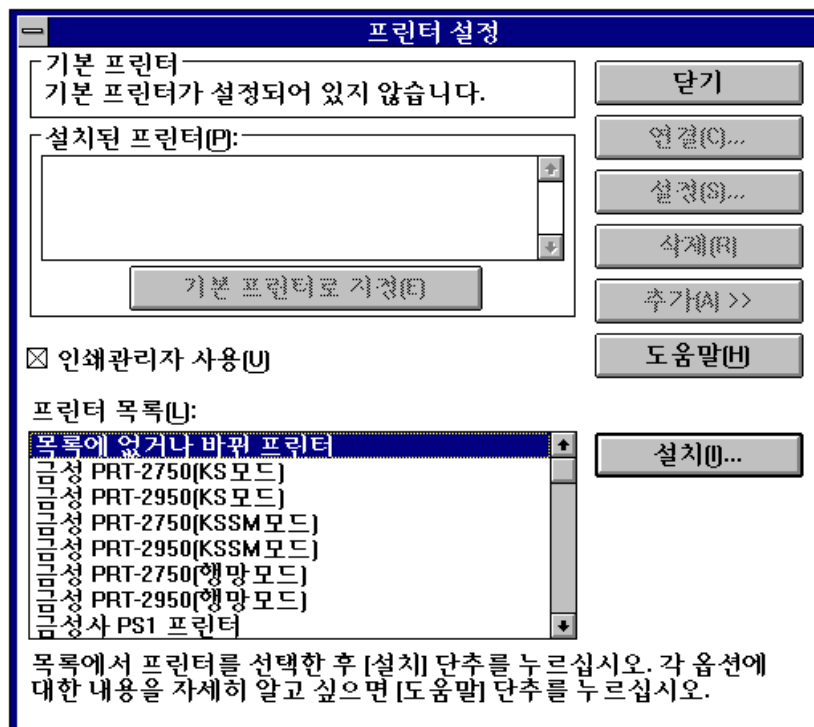 프린터 설정
기본 프린터
기본 프린터가 설정되어 있지 않습니다.
설치된 프린터(P):
기본 프린터로 지정(E)
닫기
연결(C)...
설정(S)...
삭제(R)
추가(A) >>
도움말(H)
인쇄관리자 사용(U)
프린터 목록(L):
목록에 없거나 바뀐 프린터
금성 PRT-2750(KS모드)
금성 PRT-2950(KS모드)
금성 PRT-2750(KSSM모드)
금성 PRT-2950(KSSM모드)
금성 PRT-2750(행망모드)
금성 PRT-2950(행망모드)
금성사 PS1 프린터
설치(I)...
목록에서 프린터를 선택한 후 [설치] 단추를 누르십시오. 각 옵션에
대한 내용을 자세히 알고 싶으면 [도움말] 단추를 누르십시오.